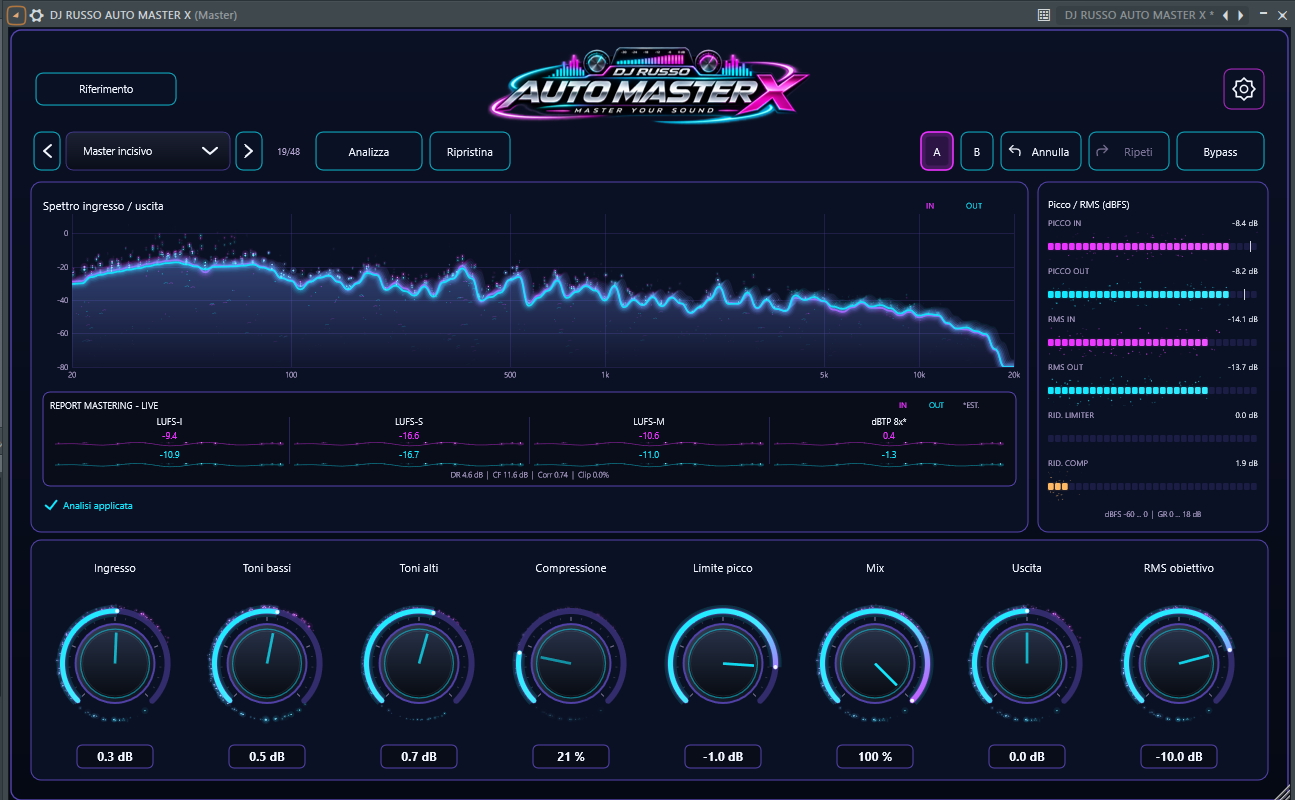 DJ RUSSO AUTO MASTER X (Master)
DJ RUSSO AUTO MASTER X *
Riferimento
DJ RUSSO
AUTO MASTER X
MASTER YOUR SOUND
Master incisivo
19/48
Analizza
Ripristina
A
B
Annulla
Ripeti
Bypass
Spettro ingresso / uscita
IN
OUT
0
-20
-40
-60
-80
20
100
500
1k
5k
10k
20k
REPORT MASTERING - LIVE
IN
OUT
*EST.
LUFS-I
LUFS-S
LUFS-M
dBTP 8x*
-9.4
-16.6
-10.6
0.4
-10.9
-16.7
-11.0
-1.3
DR 4.6 dB | CF 11.6 dB | Corr 0.74 | Clip 0.0%
Analisi applicata
Picco / RMS (dBFS)
PICCO IN
-8.4 dB
PICCO OUT
-8.2 dB
RMS IN
-14.1 dB
RMS OUT
-13.7 dB
RID. LIMITER
0.0 dB
RID. COMP
1.9 dB
dBFS -60 ... 0 | GR 0 ... 18 dB
Ingresso
Toni bassi
Toni alti
Compressione
Limite picco
Mix
Uscita
RMS obiettivo
0.3 dB
0.5 dB
0.7 dB
21 %
-1.0 dB
100 %
0.0 dB
-10.0 dB